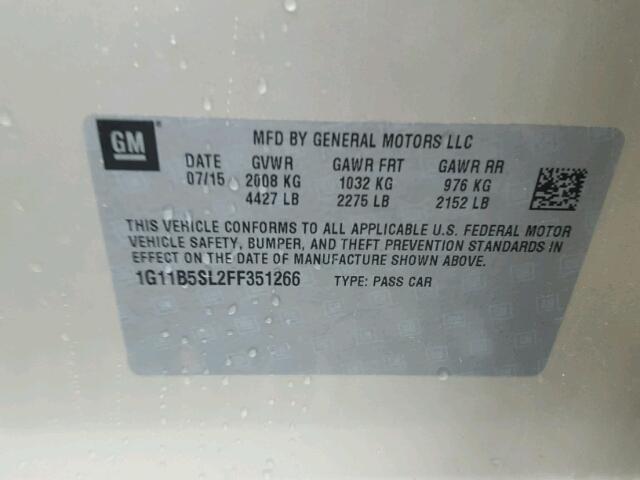 GM
MFD BY GENERAL MOTORS LLC
DATE GVWR GAWR FRT GAWR RR
07/15 2008 KG 1032 KG 976 KG
4427 LB 2275 LB 2152 LB
THIS VEHICLE CONFORMS TO ALL APPLICABLE U.S. FEDERAL MOTOR
VEHICLE SAFETY, BUMPER, AND THEFT PREVENTION STANDARDS IN
EFFECT ON THE DATE OF MANUFACTURE SHOWN ABOVE.
1G11B5SL2FF351266 TYPE: PASS CAR